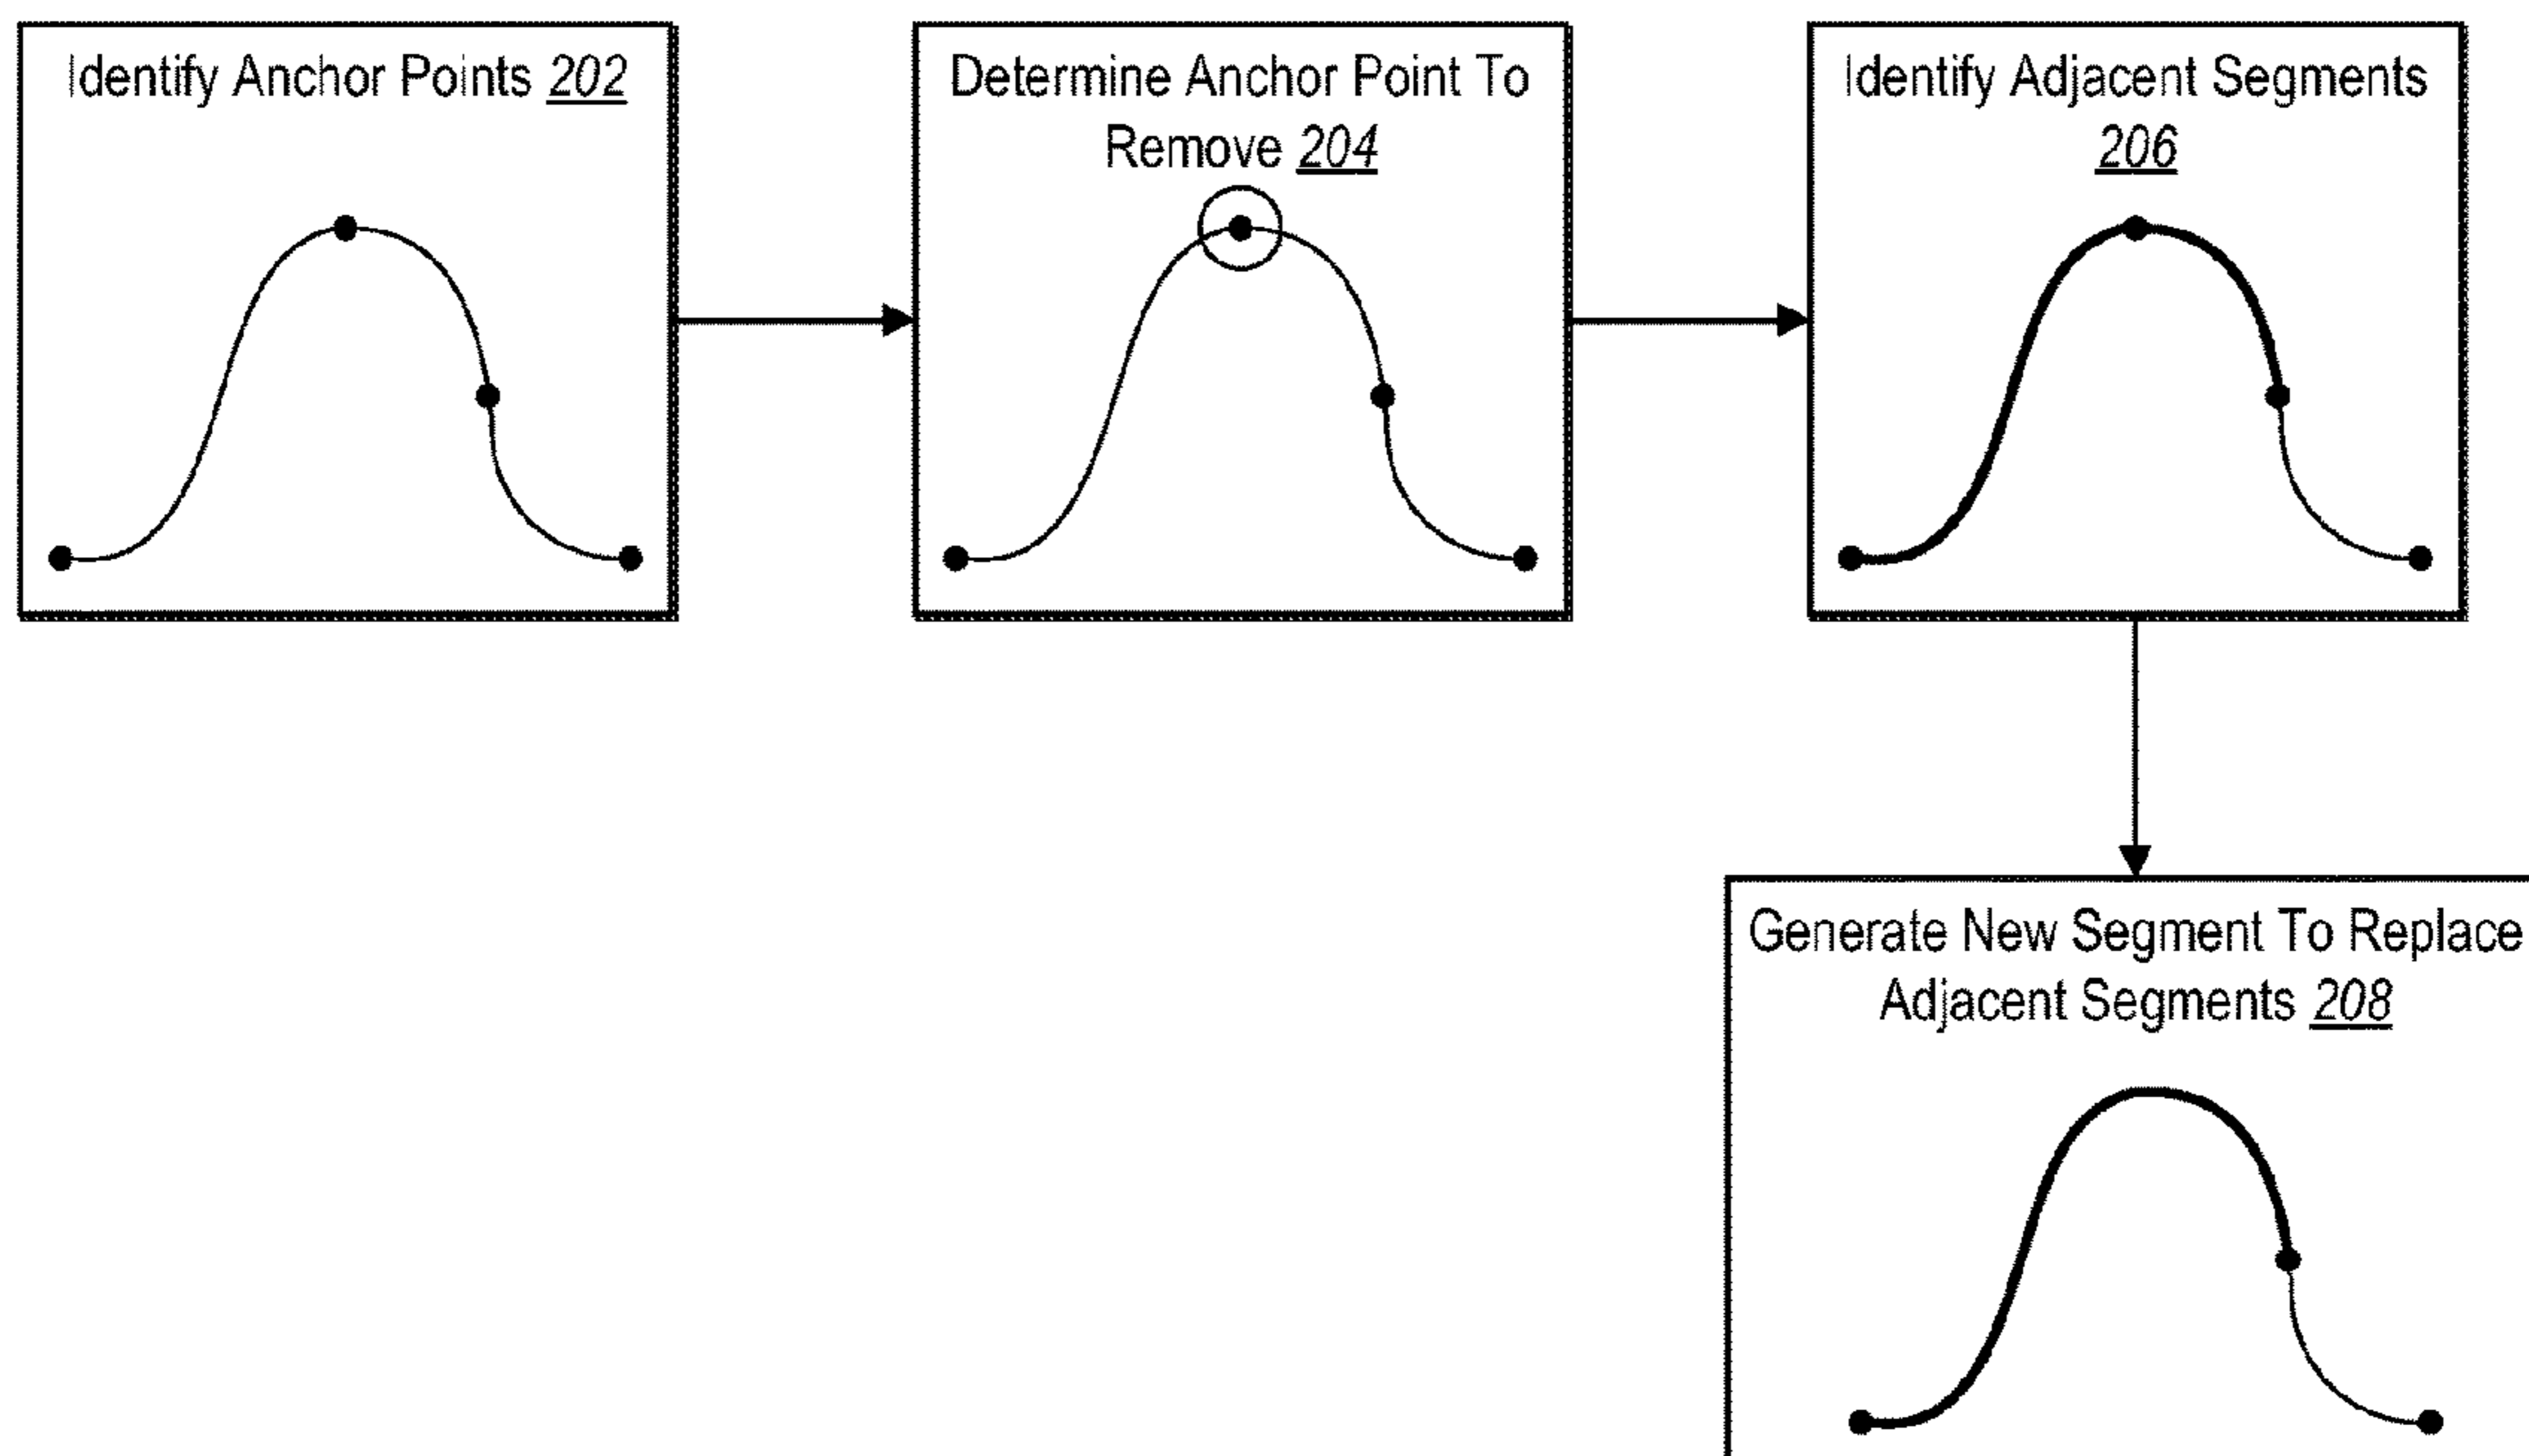 Identify Anchor Points 202
Determine Anchor Point To
Remove 204
Identify Adjacent Segments
206
Generate New Segment To Replace
Adjacent Segments 208